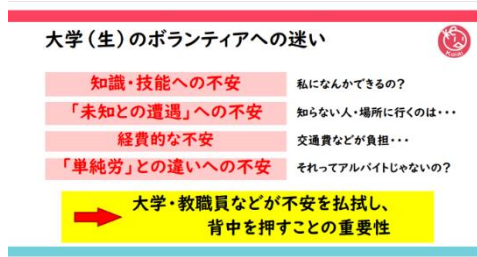 大学(生)のボランティアへの迷い
知識・技能への不安
私になんかできるの?
「未知との遭遇」への不安
知らない人・場所に行くのは・・・
経費的な不安
交通費などが負担・・・
「単純労」との違いへの不安
それってアルバイトじゃないの?
大学・教職員などが不安を払拭し、
背中を押すことの重要性